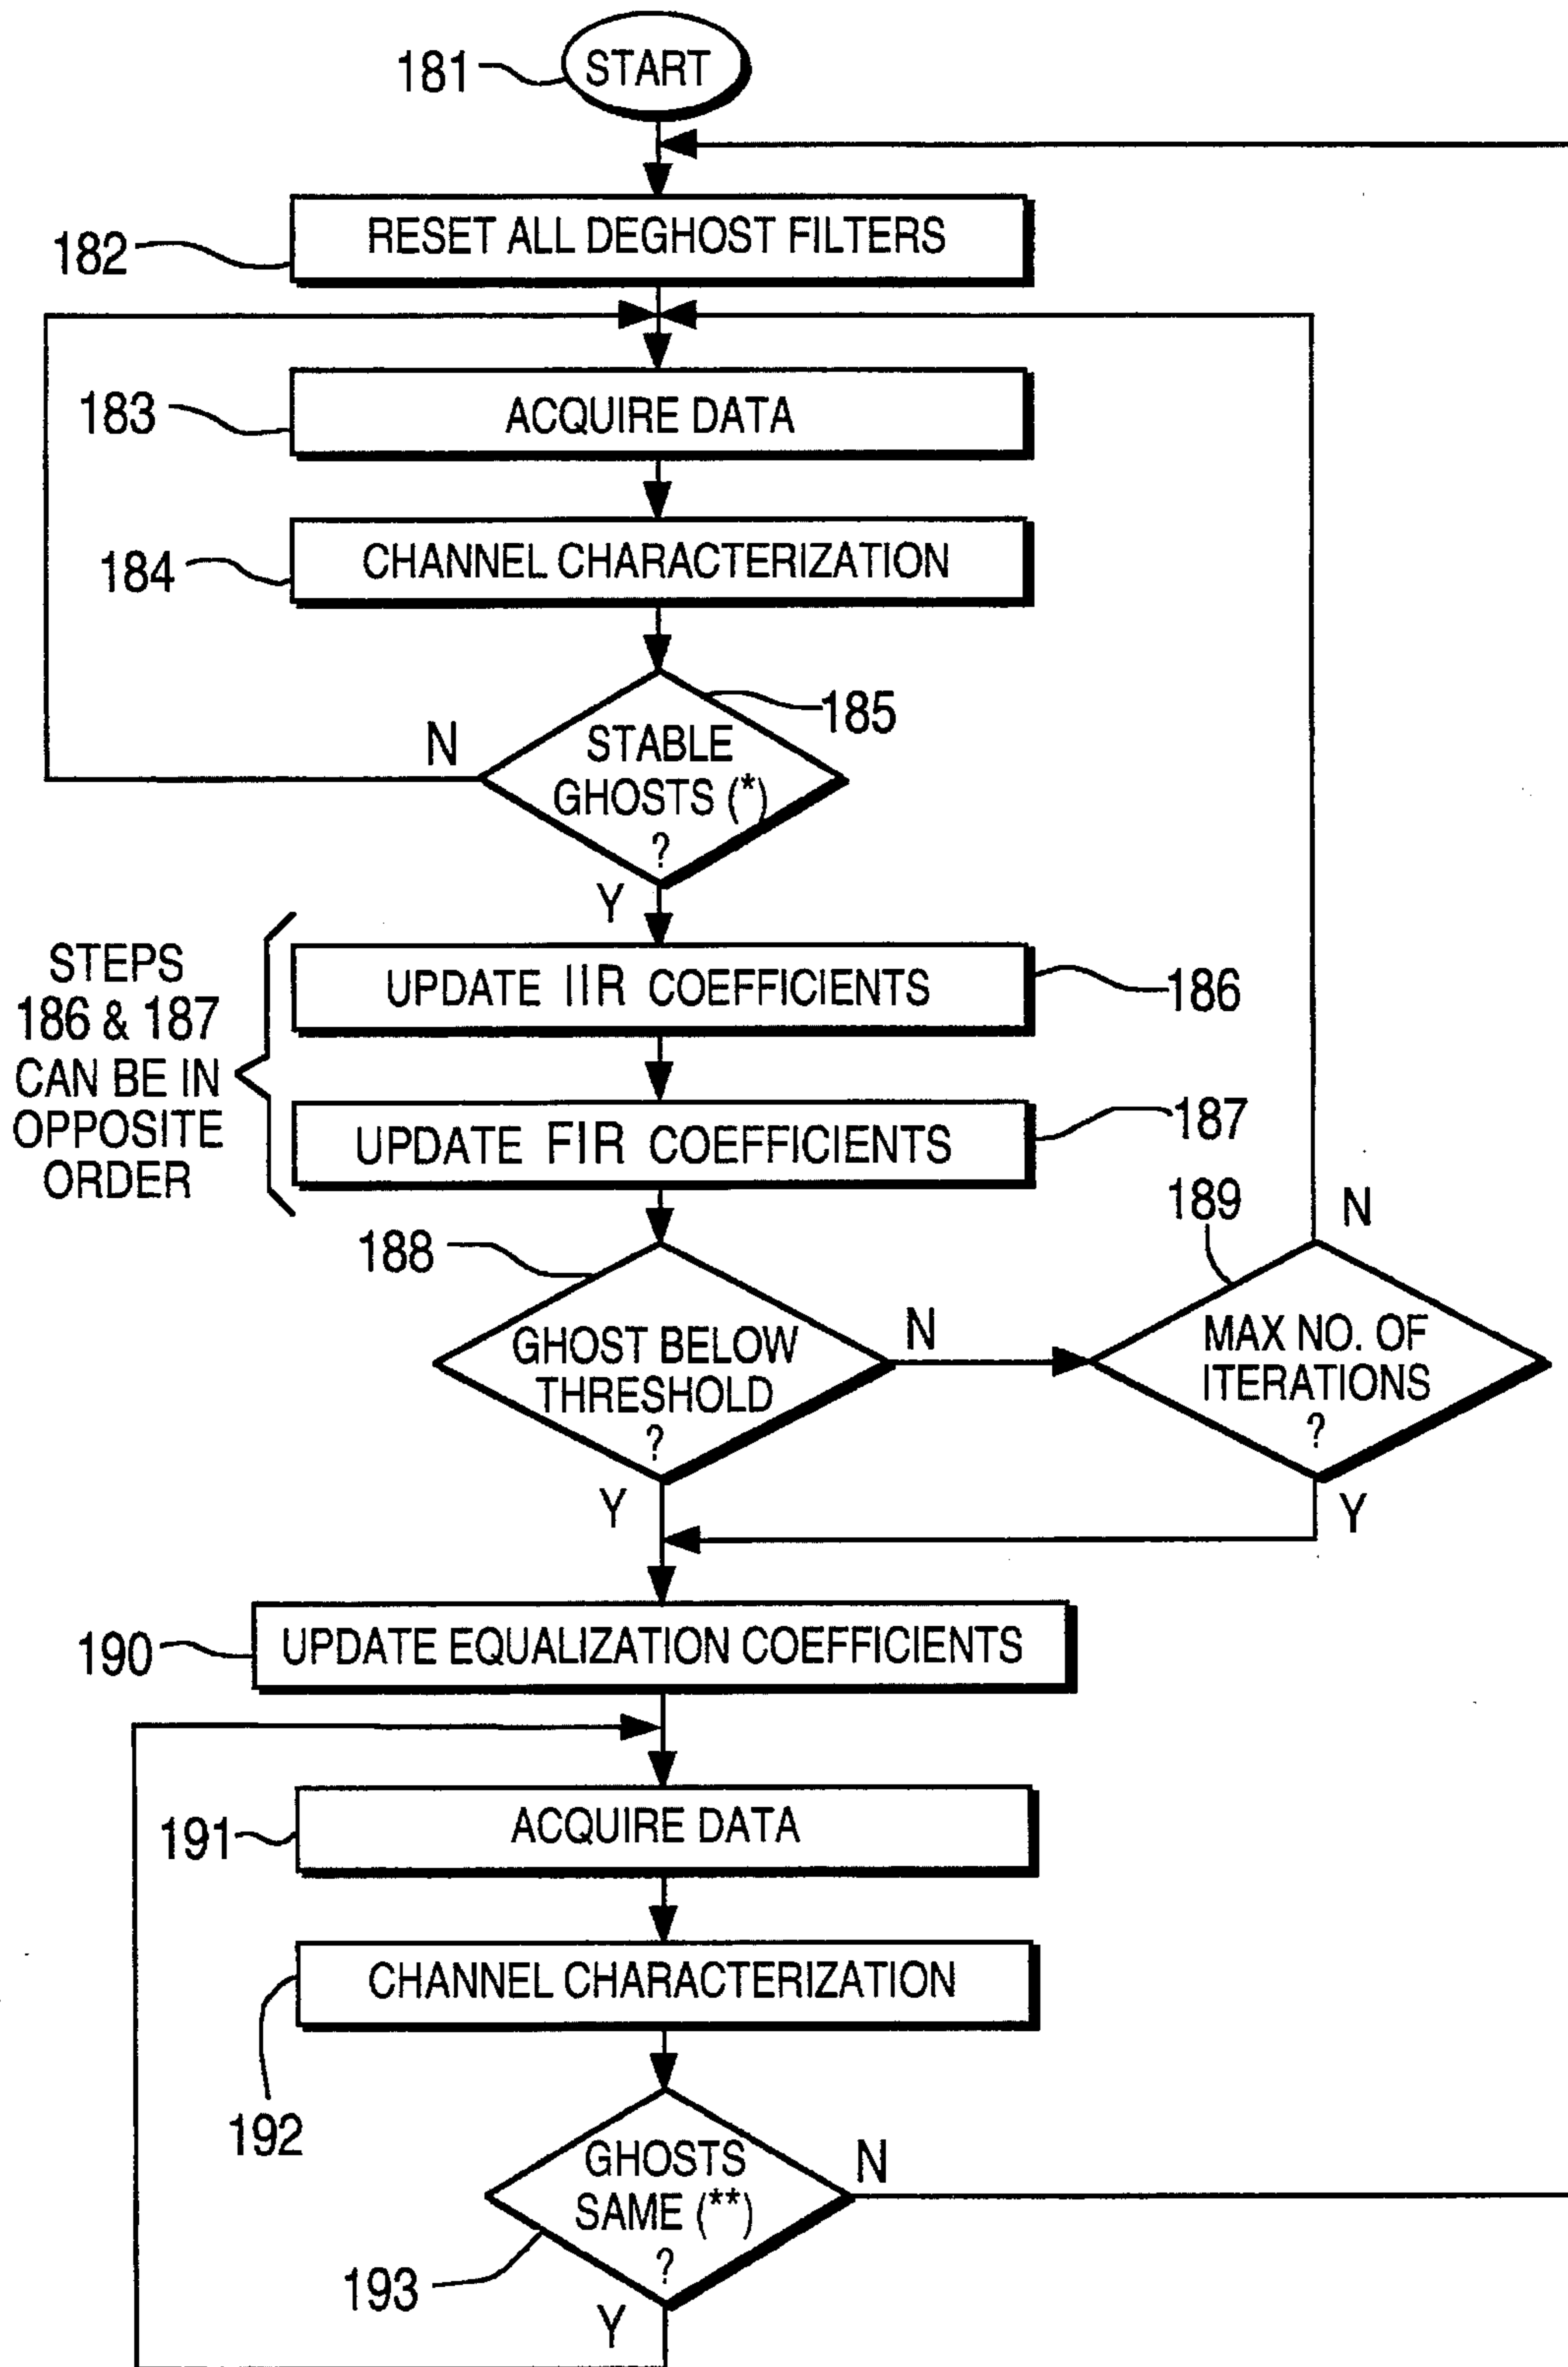 181
START
182
RESET ALL DEGHOST FILTERS
183
ACQUIRE DATA
184
CHANNEL CHARACTERIZATION
185
N
STABLE
GHOSTS (*)
?
Y
STEPS
186 & 187
CAN BE IN
OPPOSITE
ORDER
UPDATE IIR COEFFICIENTS
186
UPDATE FIR COEFFICIENTS
187
188
GHOST BELOW
THRESHOLD
?
N
Y
189
N
MAX NO. OF
ITERATIONS
?
Y
190
UPDATE EQUALIZATION COEFFICIENTS
191
ACQUIRE DATA
192
CHANNEL CHARACTERIZATION
193
GHOSTS
SAME (**)
?
N
Y